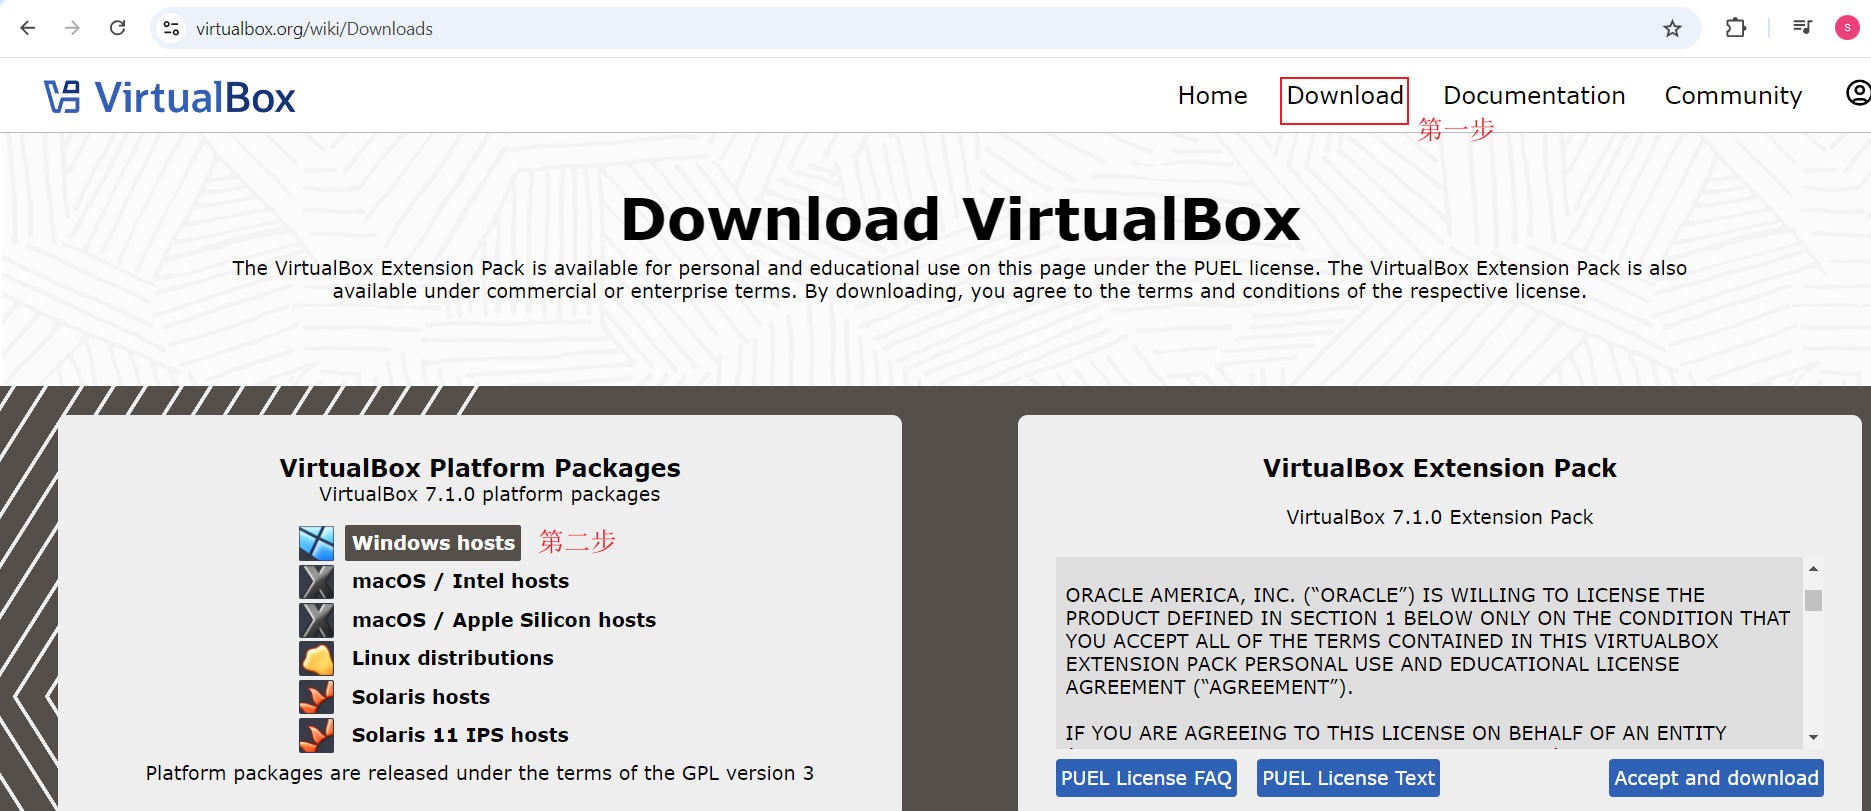 virtualbox.org/wiki/Downloads
S
VirtualBox
Home
Download
Documentation
Community
第一步
Download VirtualBox
The VirtualBox Extension Pack is available for personal and educational use on this page under the PUEL license. The VirtualBox Extension Pack is also
available under commercial or enterprise terms. By downloading, you agree to the terms and conditions of the respective license.
VirtualBox Platform Packages
VirtualBox 7.1.0 platform packages
Windows hosts
第二步
macOS / Intel hosts
macOS / Apple Silicon hosts
Linux distributions
Solaris hosts
Solaris 11 IPS hosts
Platform packages are released under the terms of the GPL version 3
VirtualBox Extension Pack
VirtualBox 7.1.0 Extension Pack
ORACLE AMERICA, INC. (“ORACLE”) IS WILLING TO LICENSE THE
PRODUCT DEFINED IN SECTION 1 BELOW ONLY ON THE CONDITION THAT
YOU ACCEPT ALL OF THE TERMS CONTAINED IN THIS VIRTUALBOX
EXTENSION PACK PERSONAL USE AND EDUCATIONAL LICENSE
AGREEMENT (“AGREEMENT”).
IF YOU ARE AGREEING TO THIS LICENSE ON BEHALF OF AN ENTITY
PUEL License FAQ
PUEL License Text
Accept and download